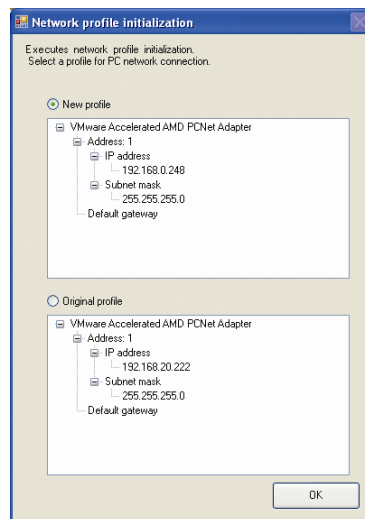 Network profile initialization
Executes network profile initialization.
Select a profile for PC network connection.
New profile
VMware Accelerated AMD PCNet Adapter
Address: 1
IP address
192.168.0.248
Subnet mask
255.255.255.0
Default gateway
Original profile
VMware Accelerated AMD PCNet Adapter
Address: 1
IP address
192.168.20.222
Subnet mask
255.255.255.0
Default gateway
OK